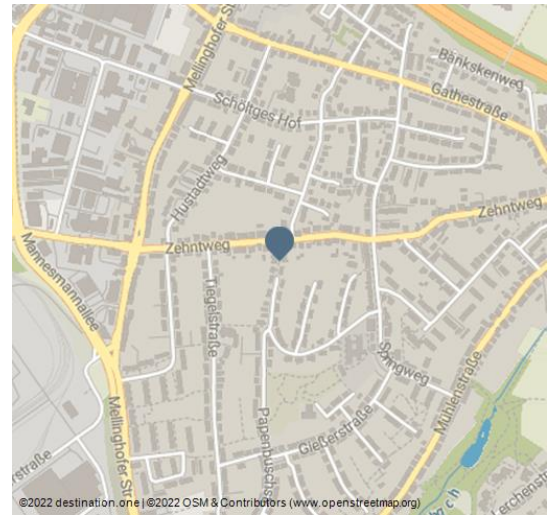 Mellinghofer Str
Bänkskenweg
Gathestraße
Schöltges Hof
Hustadtweg
Zehntweg
Zehntweg
Mannesmannallee
Tiegelstraße
Springweg
Mühlenstraße
Mellinghofer Str
Papenbuschs
Gießerstraße
erstraße
Lerchenstr
b c h
©2022 destination.one | ©2022 OSM & Contributors (www.openstreetmap.org)